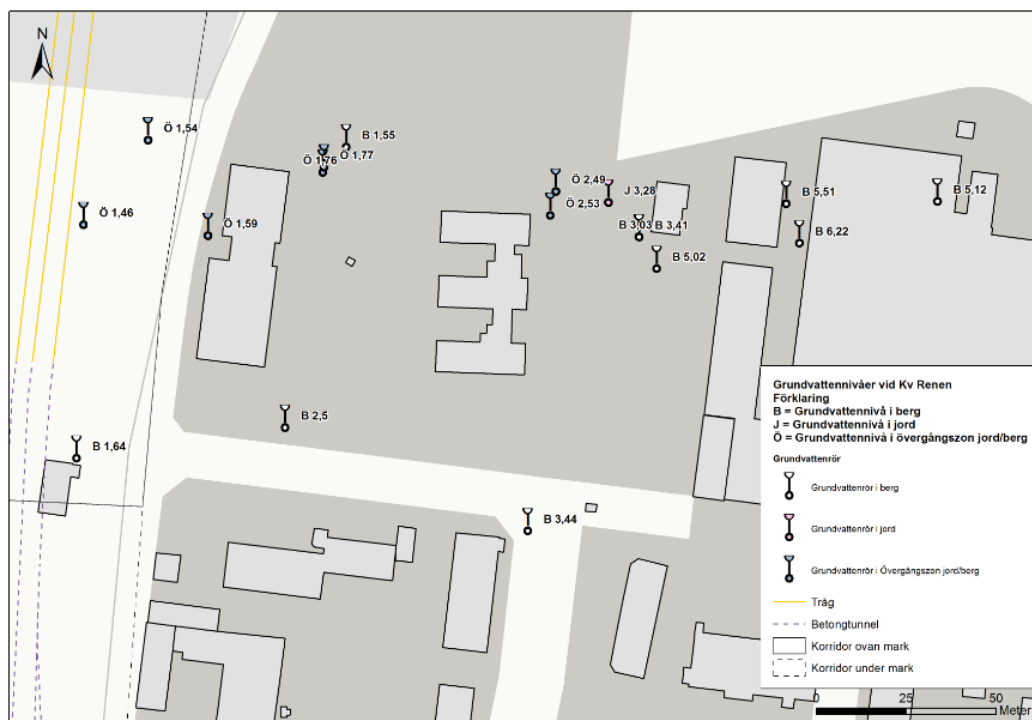 N
Ö 1,54
B 1,55
Ö 1,77
Ö 1,76
Ö 2,49
J 3,28
B 5,51
B 5,12
Ö 1,46
Ö 1,59
Ö 2,53
B 3,03
B 3,41
B 6,22
B 5,02
B 2,5
B 1,64
B 3,44
Grundvattennivåer vid Kv Renen
Förklaring
B = Grundvattennivå i berg
J = Grundvattennivå i jord
Ö = Grundvattennivå i övergångszon jord/berg
Grundvattenrör
Grundvattenrör i berg
Grundvattenrör i jord
Grundvattenrör i Övergångszon jord/berg
Tråg
Betongtunnel
Korridor ovan mark
Korridor under mark
0 25 50
Meter